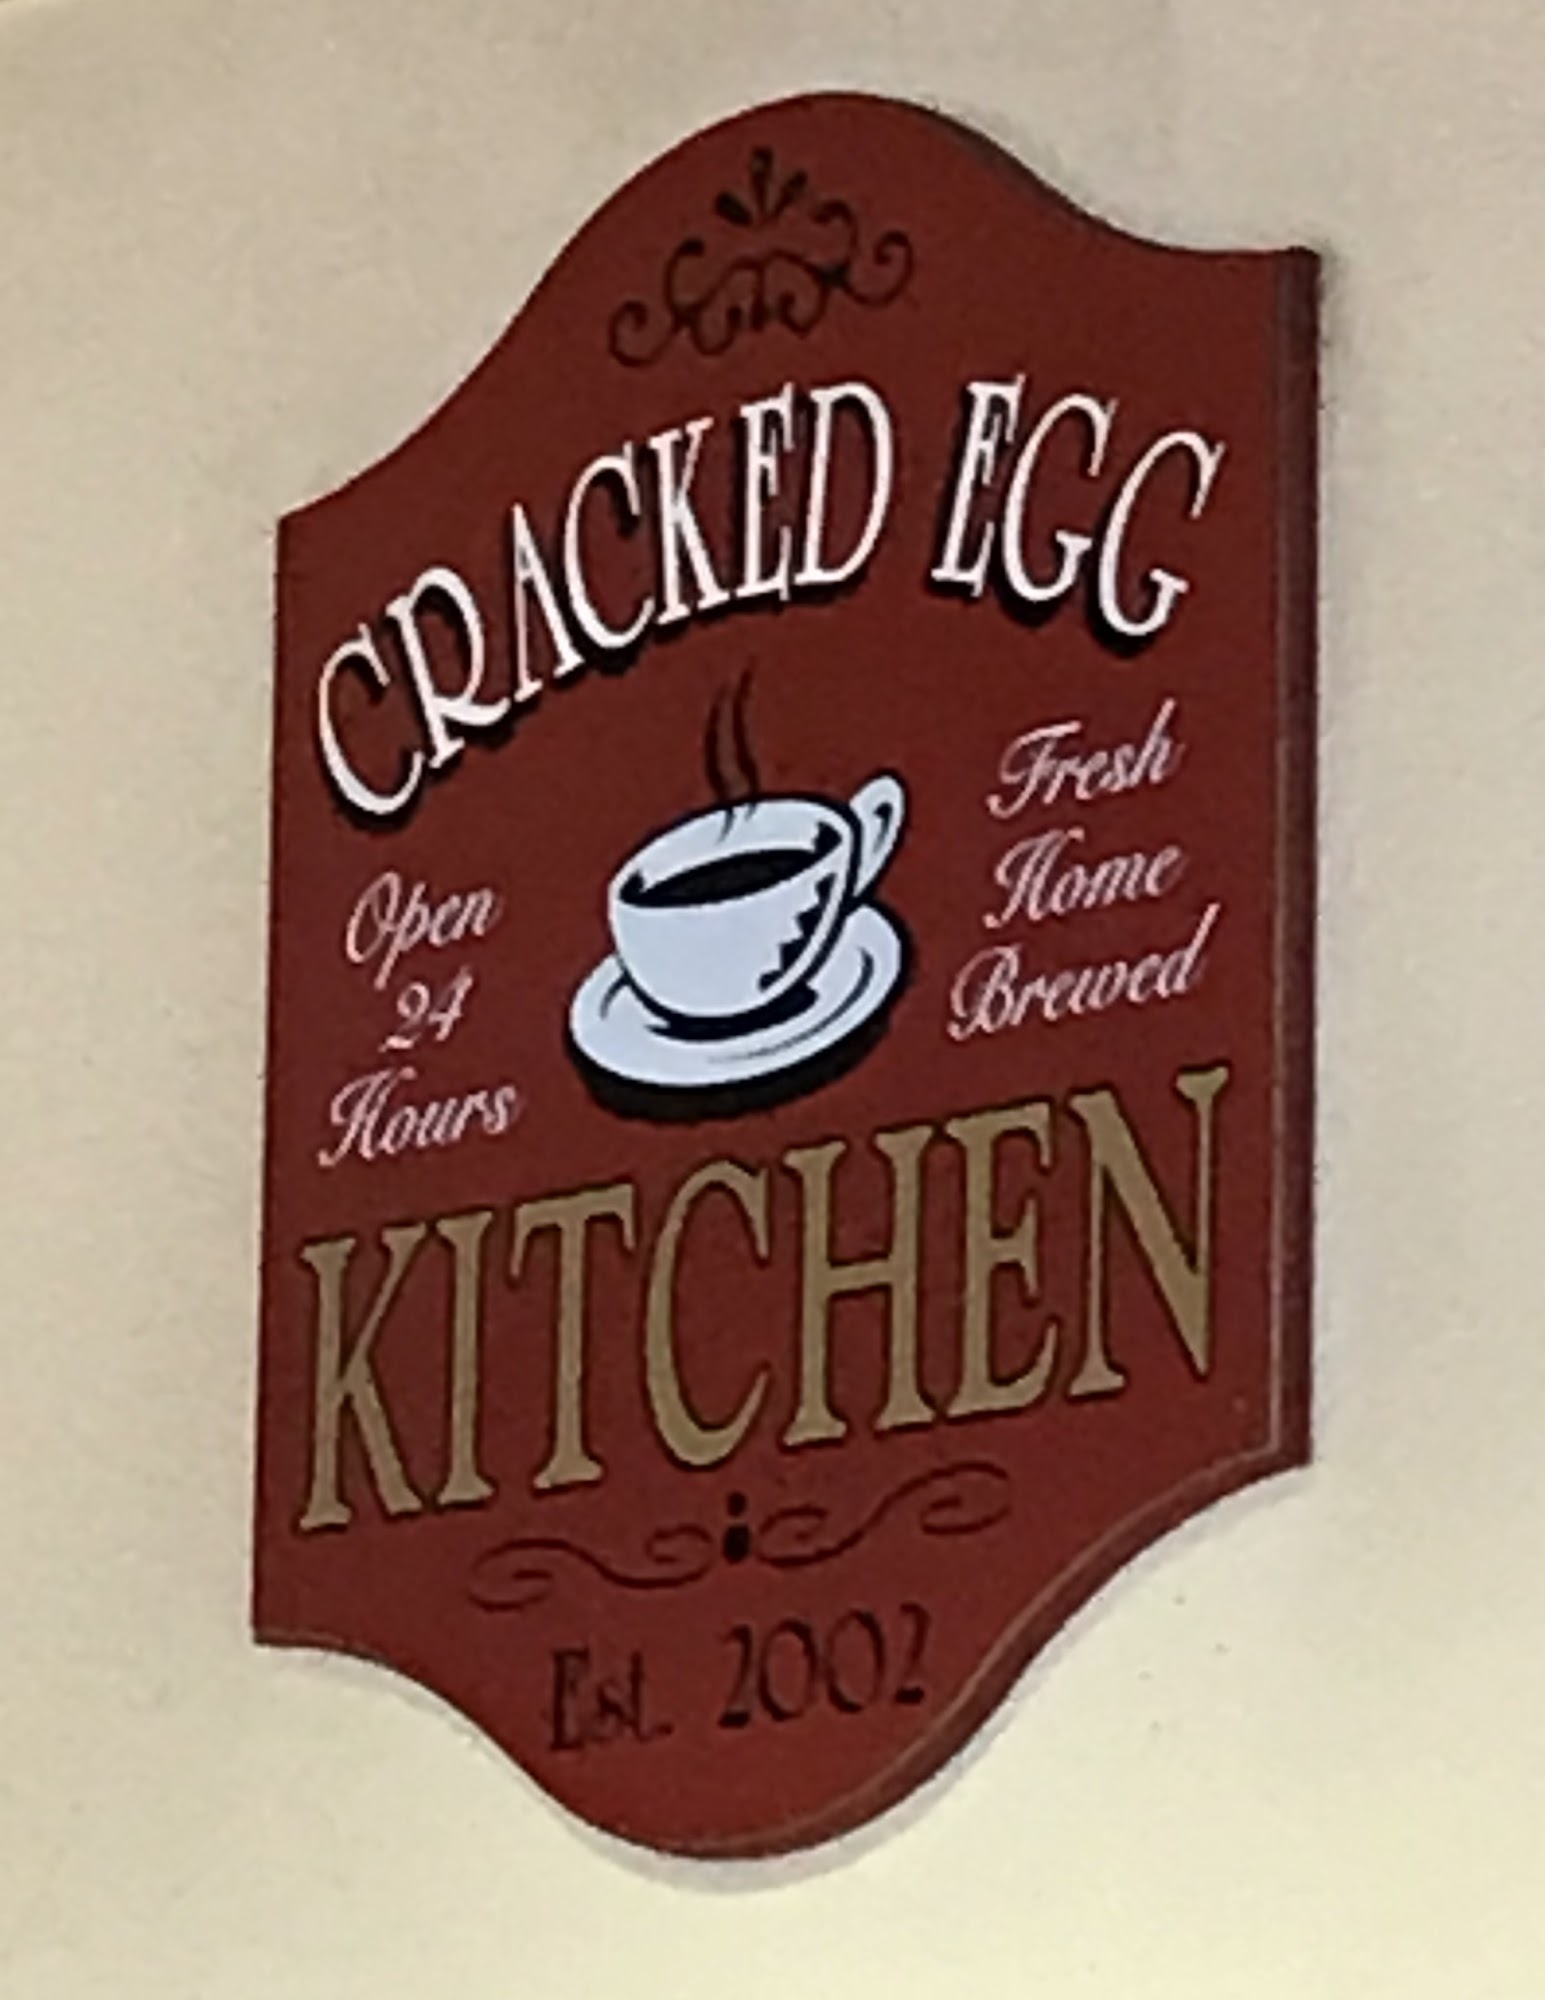 CRACKED EGG
Open
24
Hours
Fresh
Home
Brewed
KITCHEN
Est. 2002